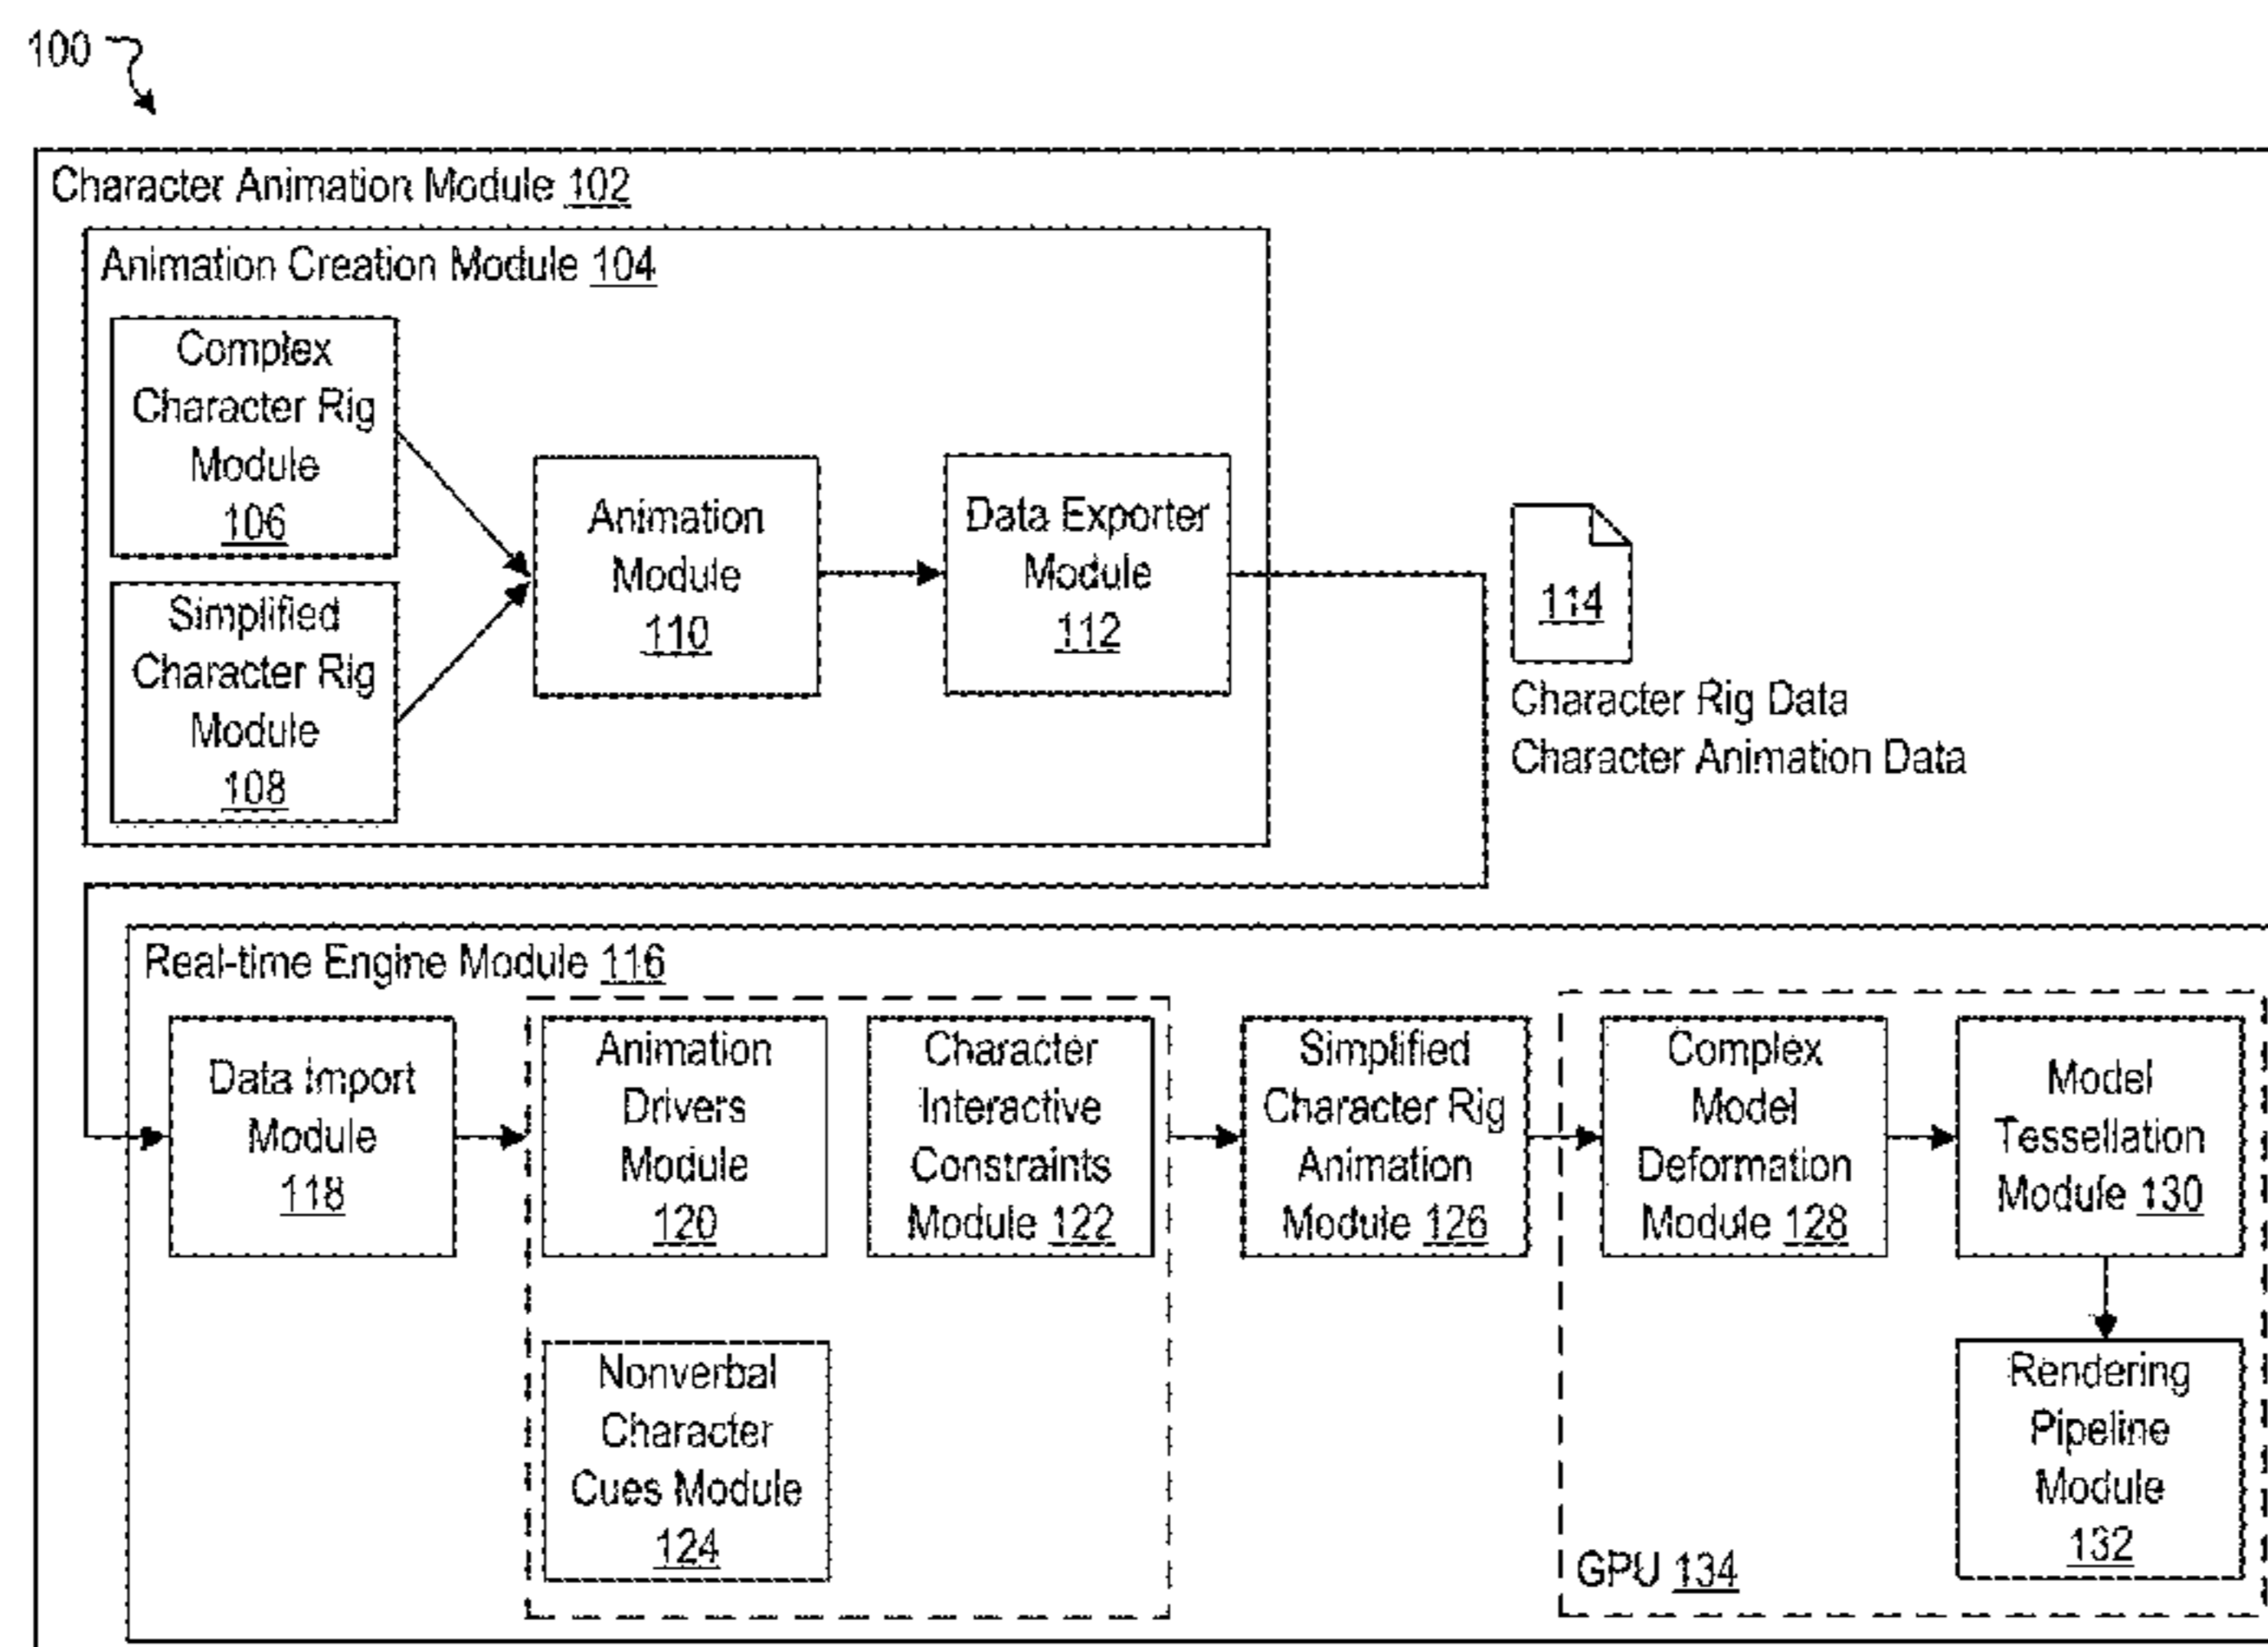 100
Character Animation Module 102
Animation Creation Module 104
Complex
Character Rig
Module
106
Simplified
Character Rig
Module
108
Animation
Module
110
Data Exporter
Module
112
114
Character Rig Data
Character Animation Data
Real-time Engine Module 116
Data Import
Module
118
Animation
Drivers
Module
120
Character
Interactive
Constraints
Module 122
Nonverbal
Character
Cues Module
124
Simplified
Character Rig
Animation
Module 126
Complex
Model
Deformation
Module 128
Model
Tessellation
Module 130
Rendering
Pipeline
Module
132
GPU 134